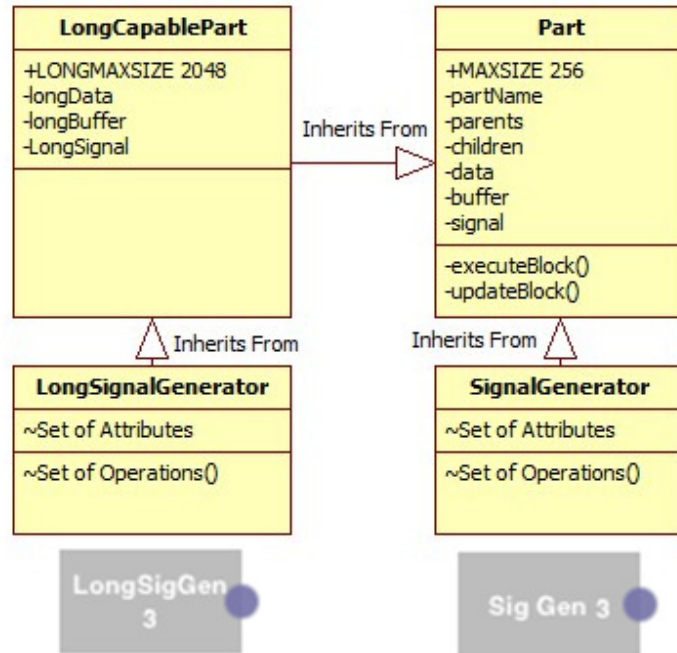 LongCapablePart
+LONGMAXSIZE 2048
-longData
-longBuffer
-LongSignal
Inherits From
Part
+MAXSIZE 256
-partName
-parents
-children
-data
-buffer
-signal
-executeBlock()
-updateBlock()
Inherits From
Inherits From
LongSignalGenerator
~Set of Attributes
~Set of Operations()
SignalGenerator
~Set of Attributes
~Set of Operations()
LongSigGen
3
Sig Gen 3